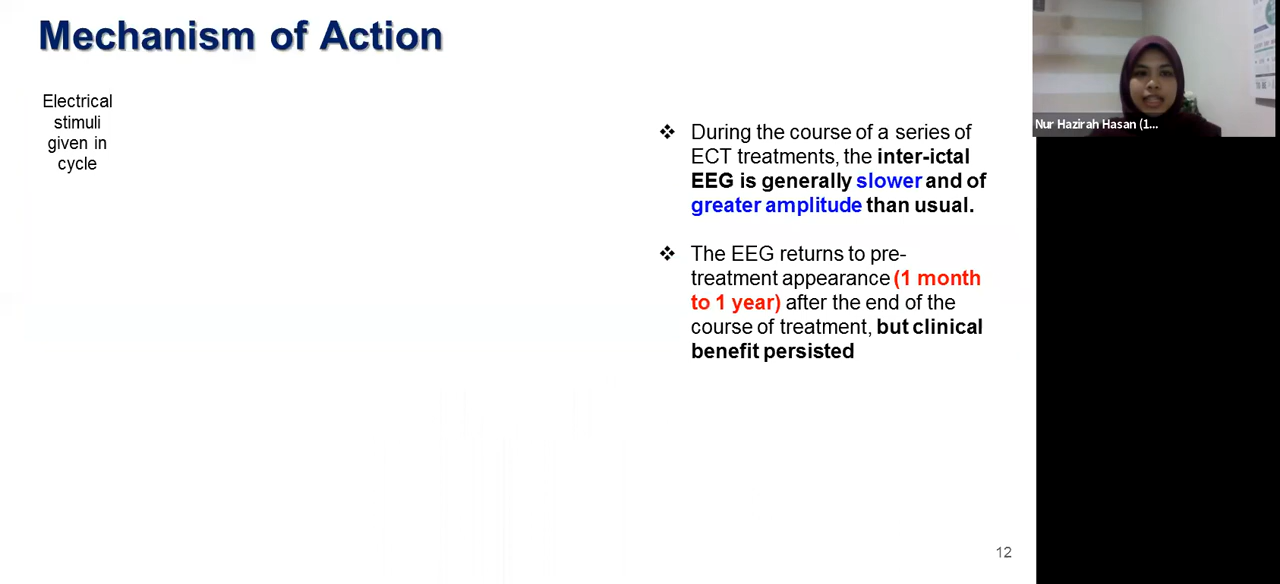 Mechanism of Action
Electrical
stimuli
given in
cycle
❖ During the course of a series of
ECT treatments, the inter-ictal
EEG is generally slower and of
greater amplitude than usual.
❖ The EEG returns to pre-
treatment appearance (1 month
to 1 year) after the end of the
course of treatment, but clinical
benefit persisted
Nur Hazirah Hasan (1...
12